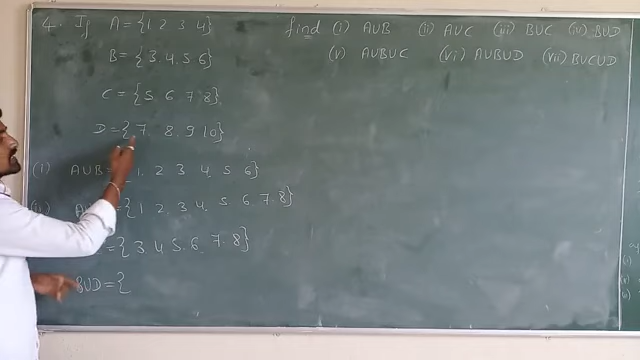 4. If A = {1 2 3 4} find (i) AUB (ii) AUC (iii) BUC (iv) BUD
B = {3. 4. 5 6} (v) AUBUC (vi) AUBUD (vii) BUCUD
C = {5. 6 7 8}
D = {7. 8. 9 10}
(i) AUB = 1. 2 3 4. 5 6}
(ii) A = {1 2. 3 4. 5 6. 7. 8}
= {3. 4. 5. 6. 7. 8}
BUD = {